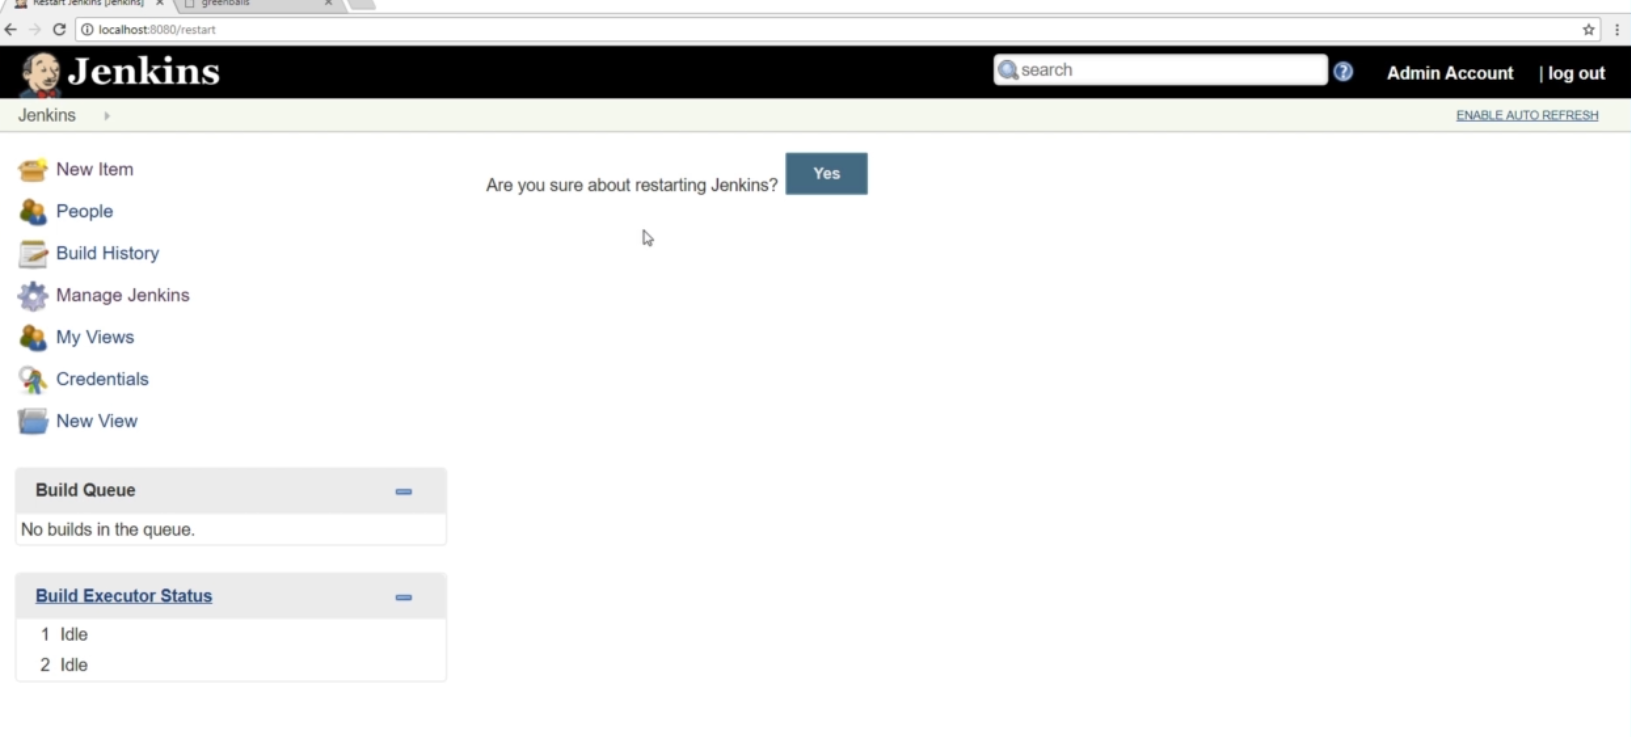 Restart Jenkins [Jenkins] × greenballs ×
localhost:8080/restart
Jenkins search ? Admin Account | log out
Jenkins ENABLE AUTO REFRESH
New Item
Are you sure about restarting Jenkins? Yes
People
Build History
Manage Jenkins
My Views
Credentials
New View
Build Queue
No builds in the queue.
Build Executor Status
1 Idle
2 Idle